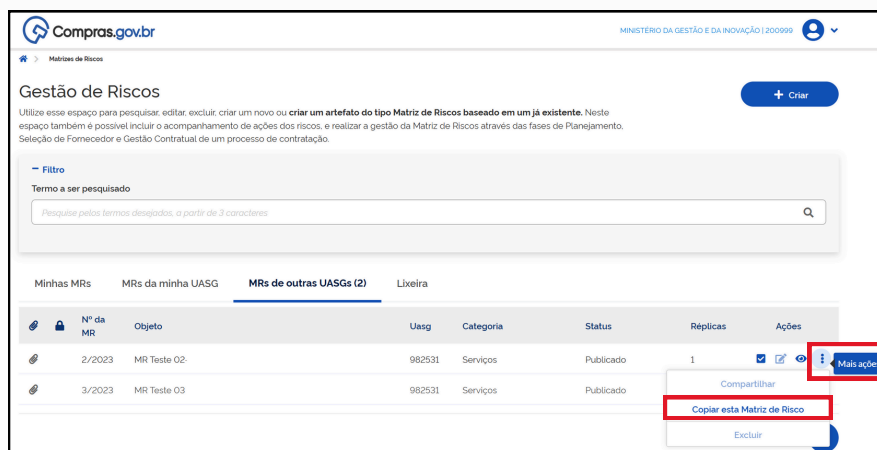 Compras.gov.br
MINISTÉRIO DA GESTÃO E DA INOVAÇÃO | 200999
> Matrizes de Riscos
Gestão de Riscos
+ Criar
Utilize esse espaço para pesquisar, editar, excluir, criar um novo ou criar um artefato do tipo Matriz de Riscos baseado em um já existente. Neste
espaço também é possível incluir o acompanhamento de ações dos riscos, e realizar a gestão da Matriz de Riscos através das fases de Planejamento,
Seleção de Fornecedor e Gestão Contratual de um processo de contratação.
− Filtro
Termo a ser pesquisado
Pesquise pelos termos desejados, a partir de 3 caracteres
Minhas MRs MRs da minha UASG MRs de outras UASGs (2) Lixeira
Nº da MR Objeto Uasg Categoria Status Réplicas Ações
2/2023 MR Teste 02- 982531 Serviços Publicado 1
Mais ações
3/2023 MR Teste 03 982531 Serviços Publicado
Compartilhar
Copiar esta Matriz de Risco
Excluir